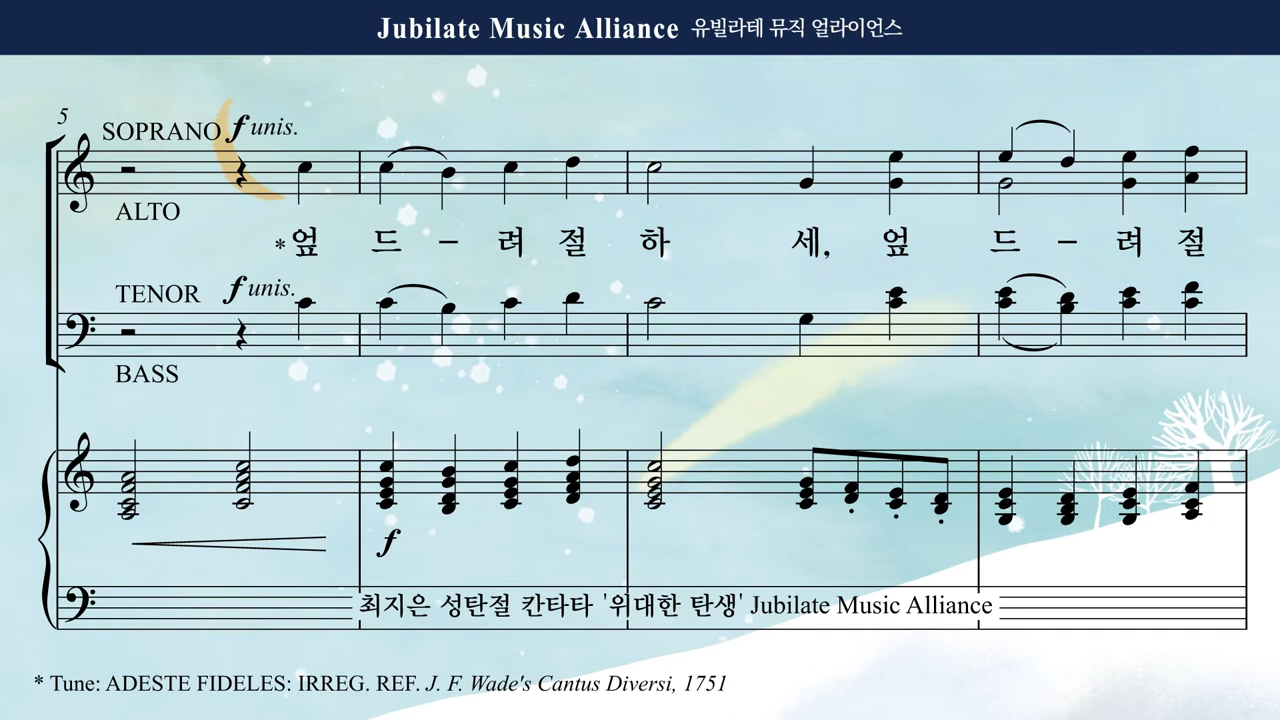 Jubilate Music Alliance 유빌라테 뮤직 얼라이언스
5
SOPRANO f unis.
ALTO
*엎 드 – 려 절 하 세, 엎 드 – 려 절
TENOR f unis.
BASS
f
최지은 성탄절 칸타타 '위대한 탄생' Jubilate Music Alliance
* Tune: ADESTE FIDELES: IRREG. REF. J. F. Wade's Cantus Diversi, 1751